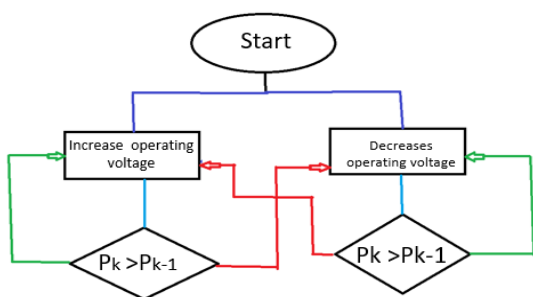 Start
Increase operating
voltage
Decreases
operating voltage
Pk >Pk-1
Pk >Pk-1